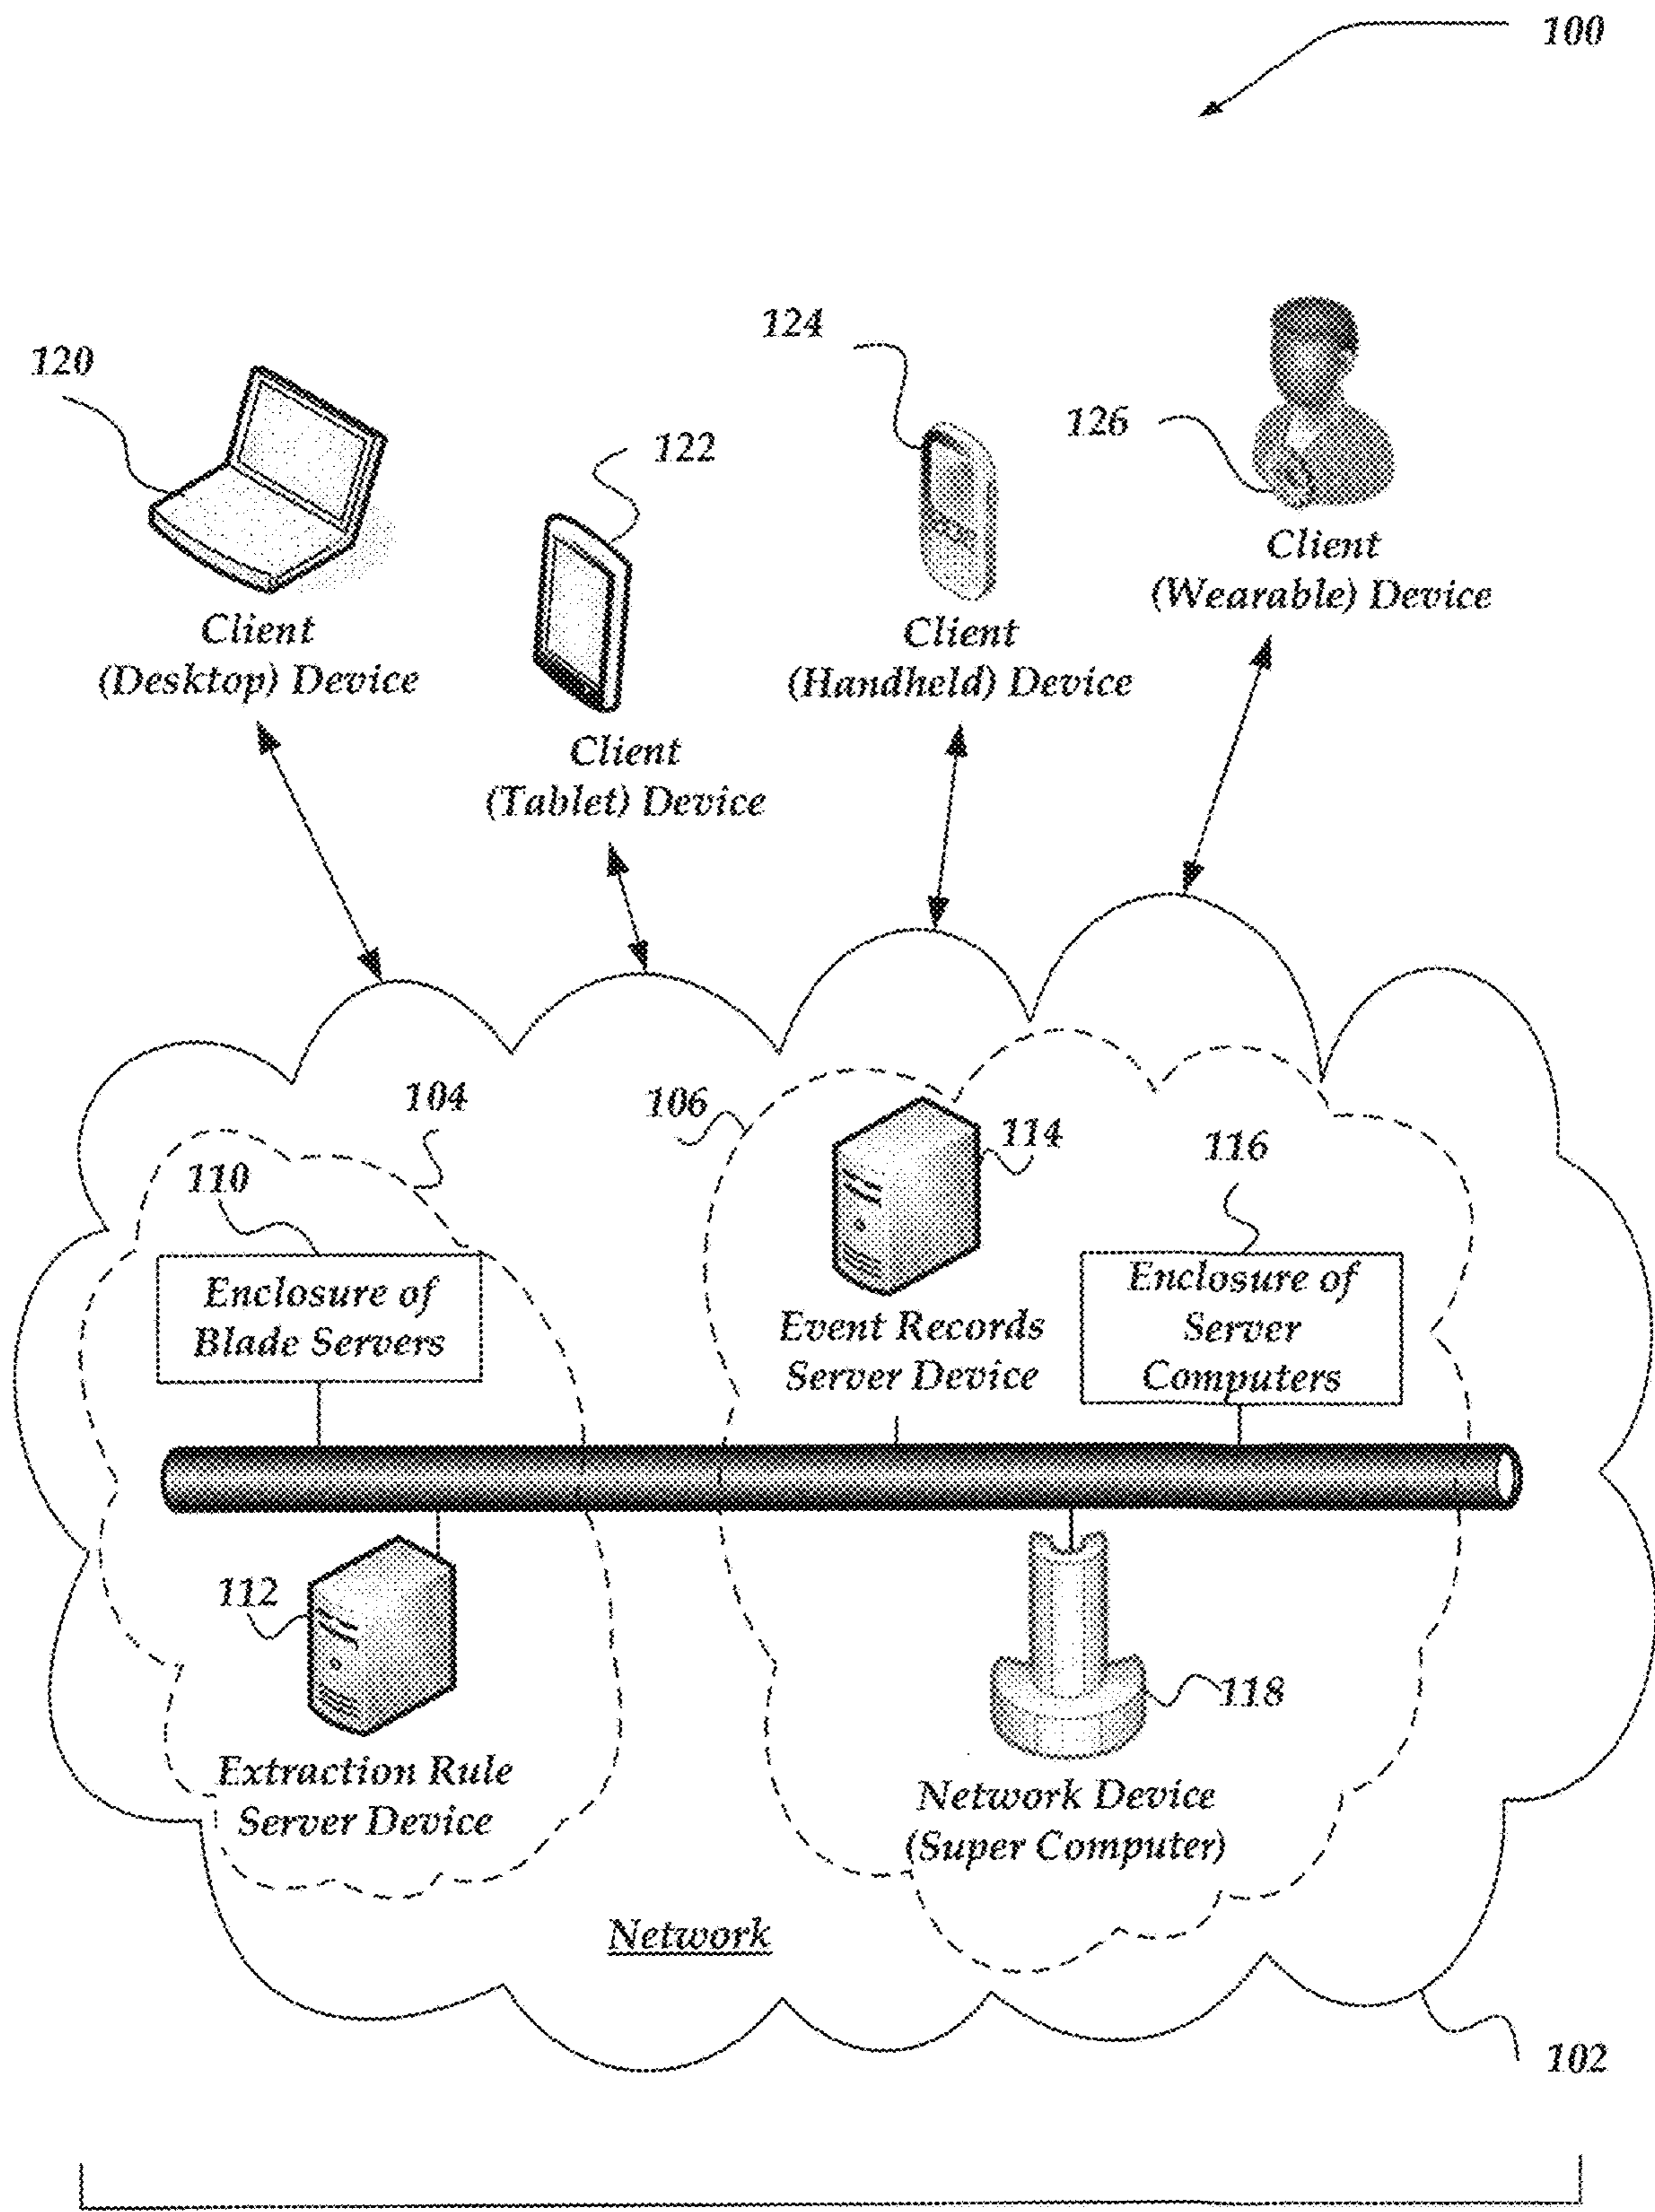 100
124
120
126
122
Client
(Wearable) Device
Client
(Desktop) Device
Client
(Handheld) Device
Client
(Tablet) Device
104
106
114
116
110
Enclosure of
Blade Servers
Event Records
Server Device
Enclosure of
Server
Computers
112
118
Extraction Rule
Server Device
Network Device
(Super Computer)
Network
102